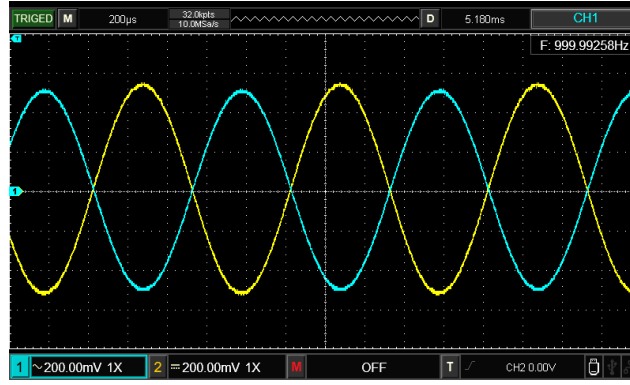 TRIGED M 200µs 32.0kpts 10.0MSa/s D 5.180ms CH1
T
F: 999.99258Hz
1
1 200.00mV 1X 2 200.00mV 1X M OFF T CH2 0.00V